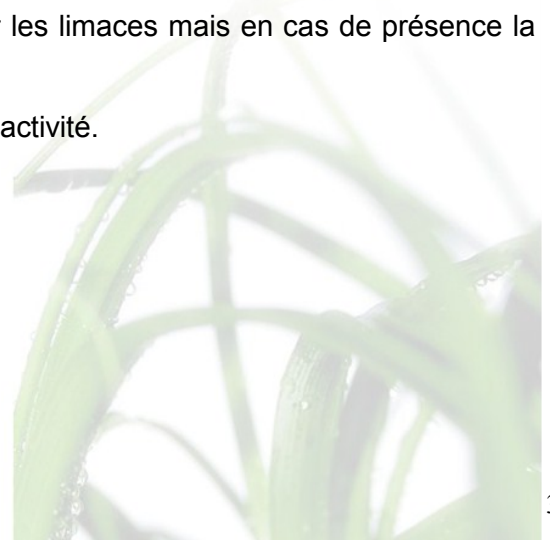 les limaces mais en cas de présence la
activité.